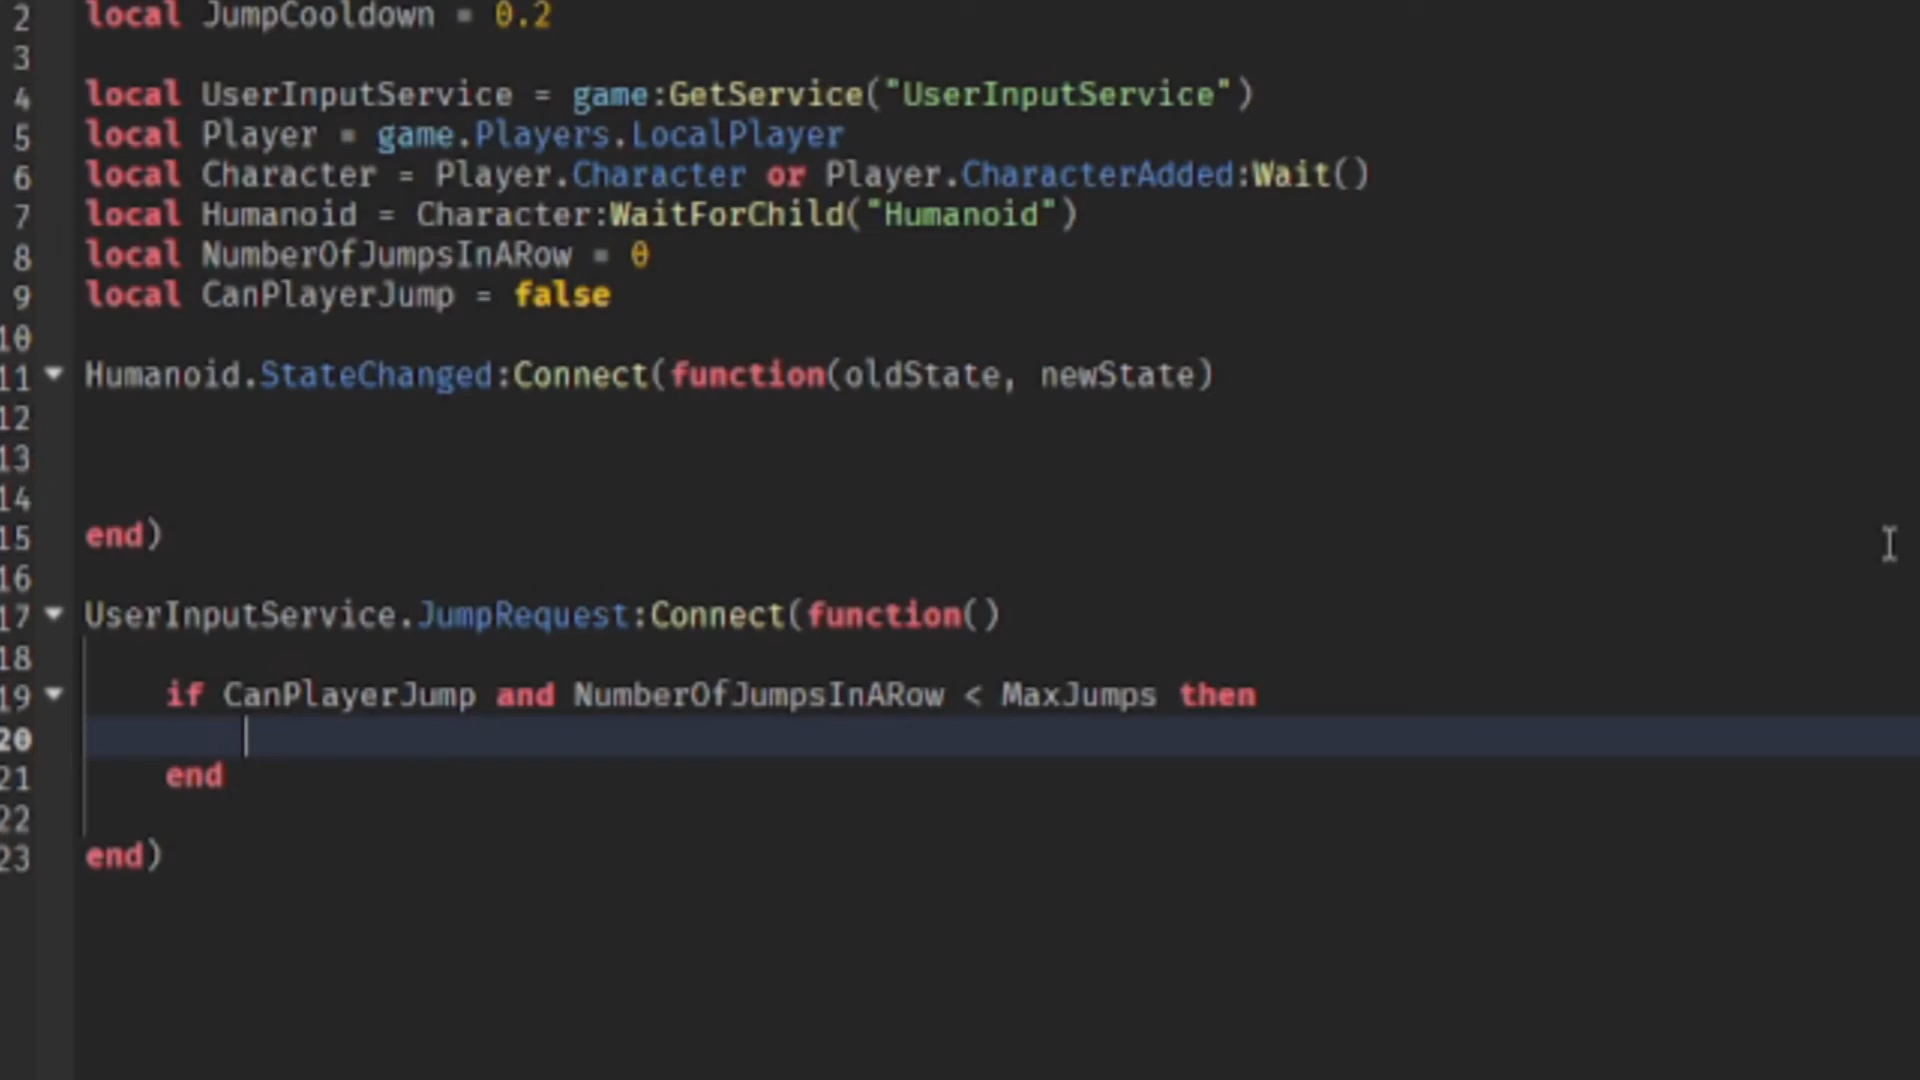 2 local JumpCooldown = 0.2
3
4 local UserInputService = game:GetService("UserInputService")
5 local Player = game.Players.LocalPlayer
6 local Character = Player.Character or Player.CharacterAdded:Wait()
7 local Humanoid = Character:WaitForChild("Humanoid")
8 local NumberOfJumpsInARow = 0
9 local CanPlayerJump = false
10
11 Humanoid.StateChanged:Connect(function(oldState, newState)
12
13
14
15 end)
16
17 UserInputService.JumpRequest:Connect(function()
18
19 if CanPlayerJump and NumberOfJumpsInARow < MaxJumps then
20
21 end
22
23 end)